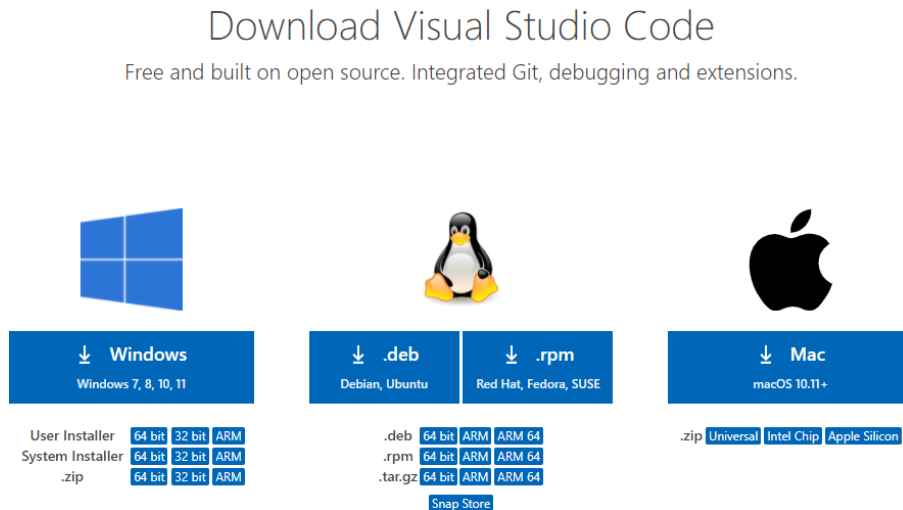 Download Visual Studio Code
Free and built on open source. Integrated Git, debugging and extensions.
Windows
Windows 7, 8, 10, 11
User Installer 64 bit 32 bit ARM
System Installer 64 bit 32 bit ARM
.zip 64 bit 32 bit ARM
.deb
Debian, Ubuntu
.rpm
Red Hat, Fedora, SUSE
.deb 64 bit ARM ARM 64
.rpm 64 bit ARM ARM 64
.tar.gz 64 bit ARM ARM 64
Snap Store
Mac
macOS 10.11+
.zip Universal Intel Chip Apple Silicon